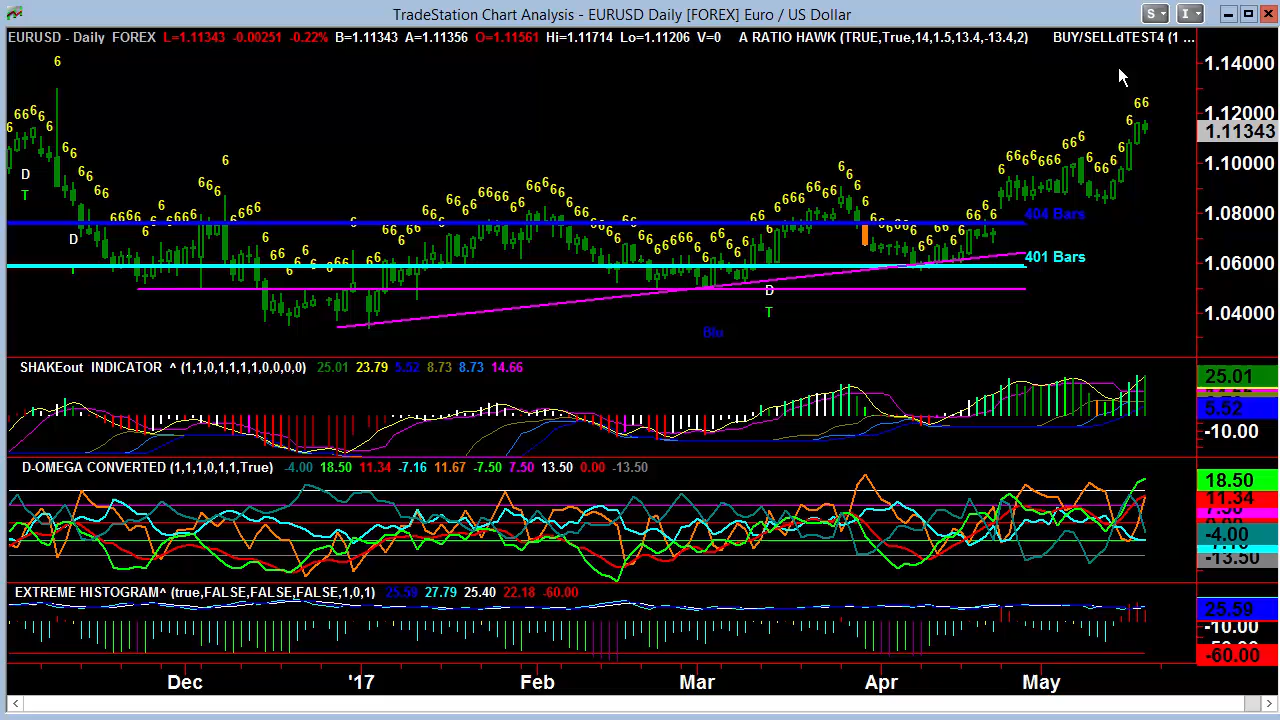 TradeStation Chart Analysis - EURUSD Daily [FOREX] Euro / US Dollar
S I
EURUSD - Daily FOREX L=1.11343 -0.00251 -0.22% B=1.11343 A=1.11356 O=1.11561 Hi=1.11714 Lo=1.11206 V=0 A RATIO HAWK (TRUE,True,14,1.5,13.4,-13.4,2) BUY/SELLdTEST4 (1 ...
1.14000
1.12000
1.11343
1.10000
1.08000
1.06000
1.04000
D
T
D
404 Bars
401 Bars
D
T
Blu
SHAKEout INDICATOR ^ (1,1,0,1,1,1,1,0,0,0,0) 25.01 23.79 5.52 8.73 8.73 14.66
25.01
5.52
-10.00
D-OMEGA CONVERTED (1,1,1,0,1,1,True) -4.00 18.50 11.34 -7.16 11.67 -7.50 7.50 13.50 0.00 -13.50
18.50
11.34
7.50
-4.00
-13.50
EXTREME HISTOGRAM^ (true,FALSE,FALSE,FALSE,1,0,1) 25.59 27.79 25.40 22.18 -60.00
25.59
-10.00
-60.00
Dec '17 Feb Mar Apr May